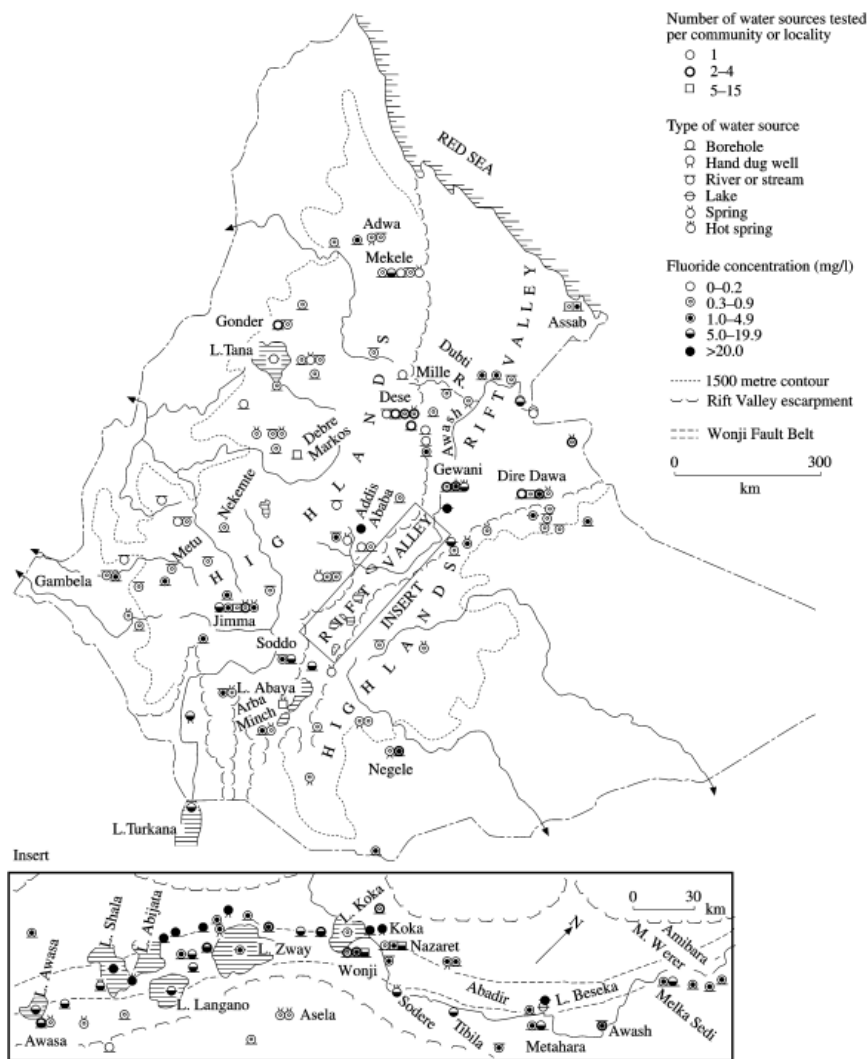 Number of water sources tested
per community or locality
1
2–4
5–15
Type of water source
Borehole
Hand dug well
River or stream
Lake
Spring
Hot spring
Fluoride concentration (mg/l)
0–0.2
0.3–0.9
1.0–4.9
5.0–19.9
>20.0
1500 metre contour
Rift Valley escarpment
Wonji Fault Belt
0 300
km
RED SEA
Adwa
Mekele
RIFT VALLEY
Assab
Gonder
L.Tana
Dubti
Mille
R.
Dese
Awash
HIGHLANDS
Debre
Markos
Gewani
Dire Dawa
Nekemte
Addis
Ababa
Metu
Gambela
RIFT VALLEY
INSERT
HIGHLANDS
Jimma
Soddo
L. Abaya
Arba
Minch
Negele
L.Turkana
Insert
0 30
km
L. Koka
L. Abijata
L. Shala
Koka
N
Amibara
M. Werer
L. Awasa
L. Zway
Nazaret
Wonji
Abadir
L. Beseka
Melka Sedi
L. Langano
Sodere
Asela
Tibila
Awash
Awasa
Metahara